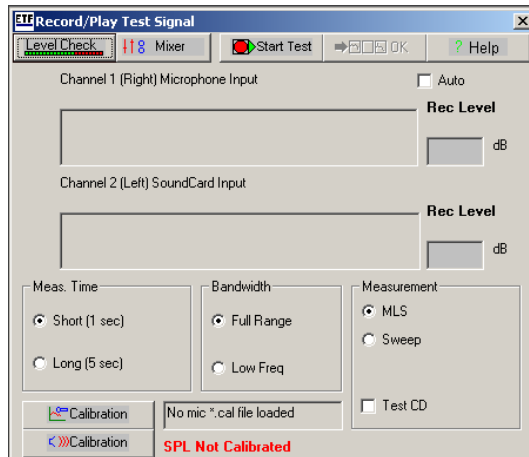 ETF Record/Play Test Signal
Level Check Mixer Start Test OK ? Help
Channel 1 (Right) Microphone Input
Auto
Rec Level
dB
Channel 2 (Left) SoundCard Input
Rec Level
dB
Meas. Time
Short (1 sec)
Long (5 sec)
Bandwidth
Full Range
Low Freq
Measurement
MLS
Sweep
Test CD
Calibration
No mic *.cal file loaded
Calibration
SPL Not Calibrated